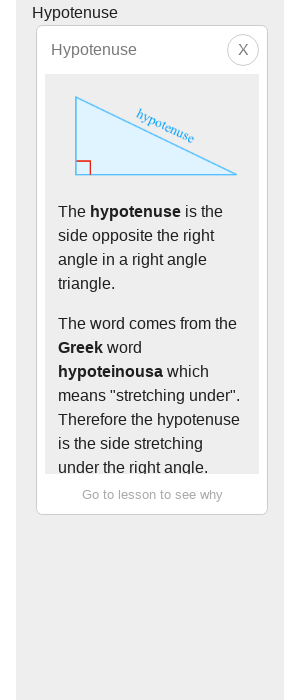 Hypotenuse
Hypotenuse
X
hypotenuse
The hypotenuse is the
side opposite the right
angle in a right angle
triangle.
The word comes from the
Greek word
hypoteinousa which
means "stretching under".
Therefore the hypotenuse
is the side stretching
under the right angle.
Go to lesson to see why